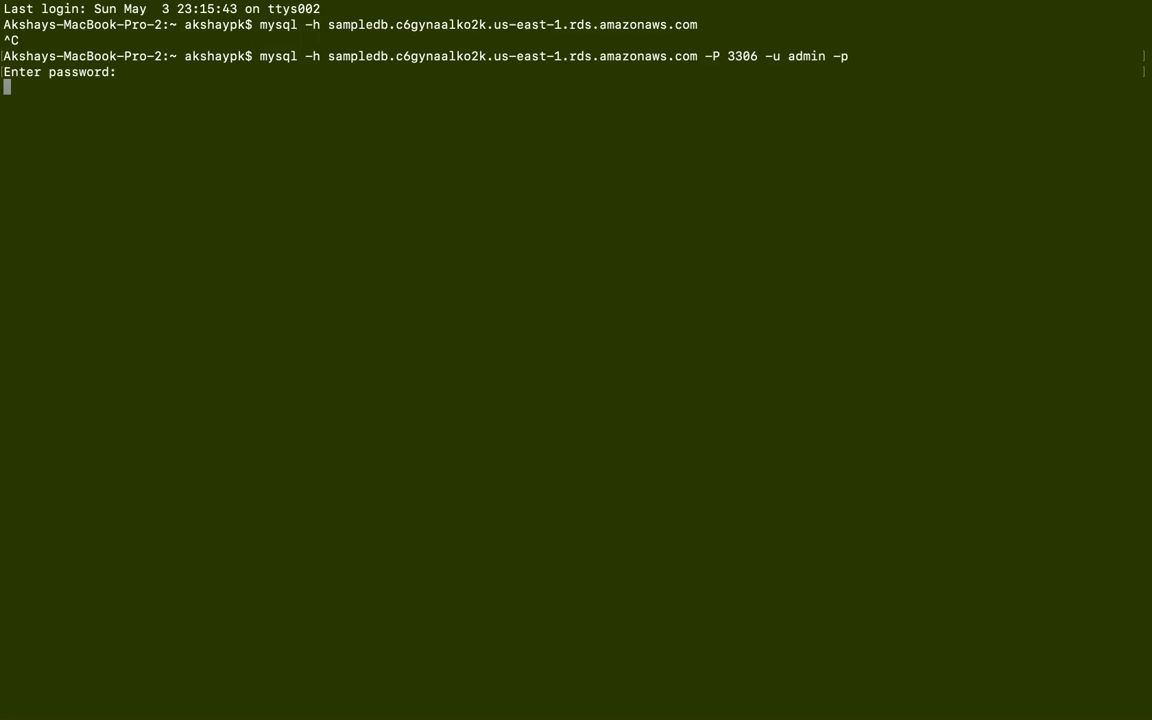 Last login: Sun May  3 23:15:43 on ttys002
Akshays-MacBook-Pro-2:~ akshaypk$ mysql -h sampledb.c6gynaalko2k.us-east-1.rds.amazonaws.com
^C
[Akshays-MacBook-Pro-2:~ akshaypk$ mysql -h sampledb.c6gynaalko2k.us-east-1.rds.amazonaws.com -P 3306 -u admin -p ]
[Enter password: ]